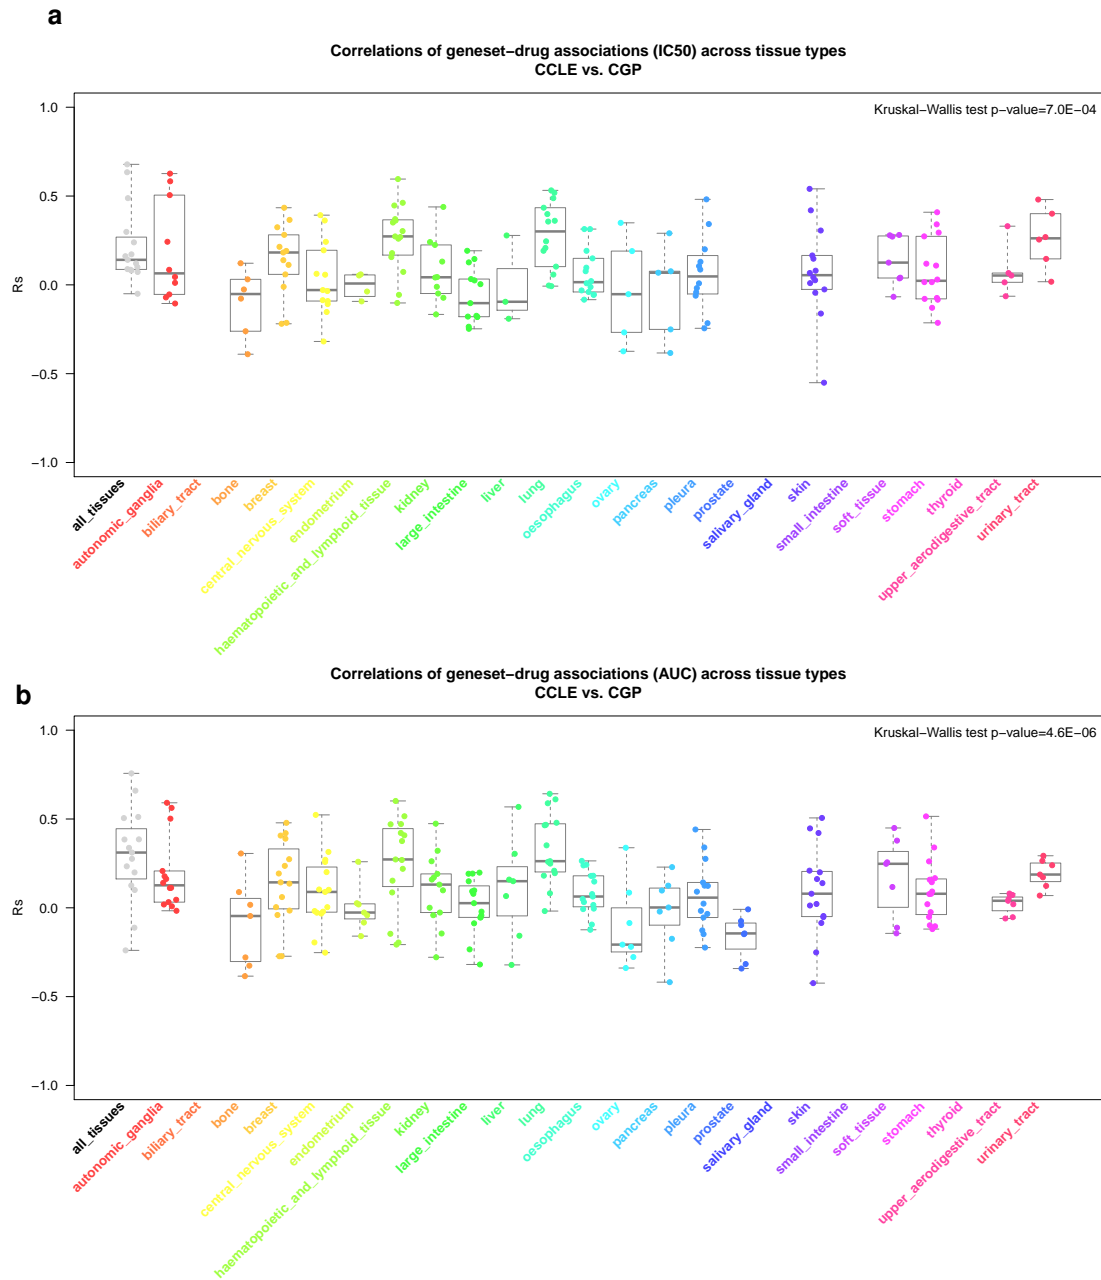 a
Correlations of geneset−drug associations (IC50) across tissue types
CCLE vs. CGP
Kruskal−Wallis test p−value=7.0E−04
1.0
0.5
0.0
−0.5
−1.0
Rs
all_tissues
autonomic_ganglia
biliary_tract
bone
breast
central_nervous_system
endometrium
haematopoietic_and_lymphoid_tissue
kidney
large_intestine
liver
lung
oesophagus
ovary
pancreas
pleura
prostate
salivary_gland
skin
small_intestine
soft_tissue
stomach
thyroid
upper_aerodigestive_tract
urinary_tract
b
Correlations of geneset−drug associations (AUC) across tissue types
CCLE vs. CGP
Kruskal−Wallis test p−value=4.6E−06
1.0
0.5
0.0
−0.5
−1.0
Rs
all_tissues
autonomic_ganglia
biliary_tract
bone
breast
central_nervous_system
endometrium
haematopoietic_and_lymphoid_tissue
kidney
large_intestine
liver
lung
oesophagus
ovary
pancreas
pleura
prostate
salivary_gland
skin
small_intestine
soft_tissue
stomach
thyroid
upper_aerodigestive_tract
urinary_tract